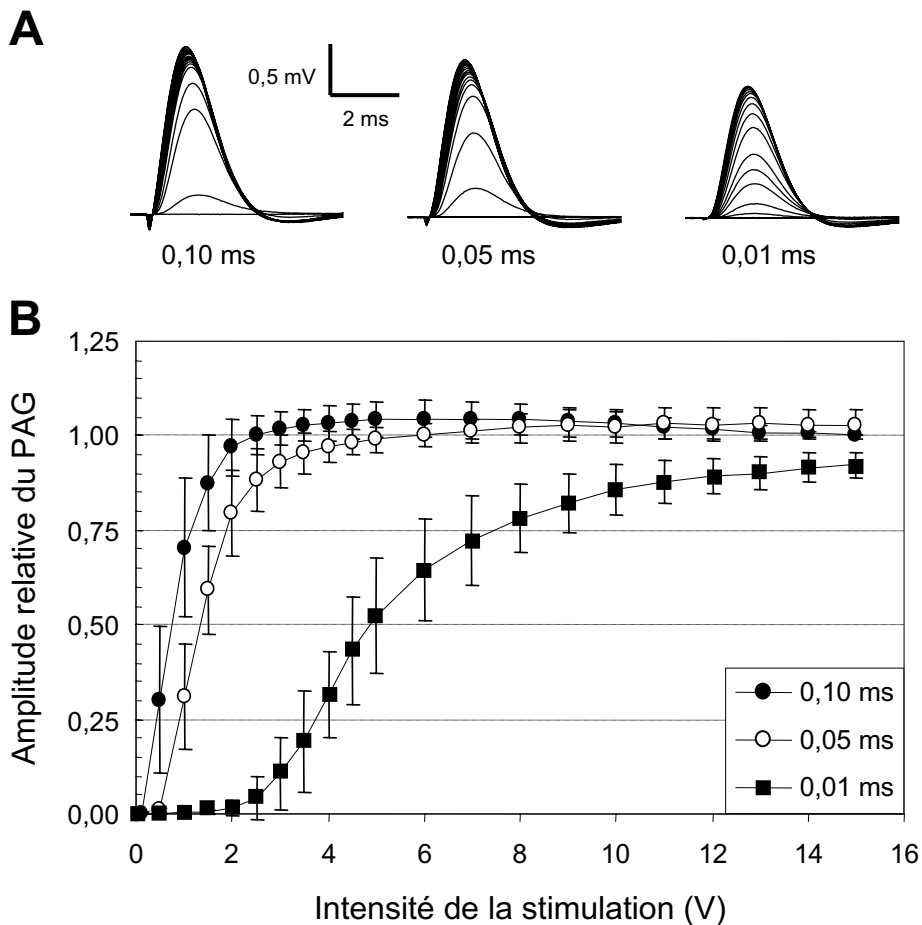 A
0,5 mV
2 ms
0,10 ms
0,05 ms
0,01 ms
B
Amplitude relative du PAG
1,25
1,00
0,75
0,50
0,25
0,00
0,10 ms
0,05 ms
0,01 ms
0 2 4 6 8 10 12 14 16
Intensité de la stimulation (V)